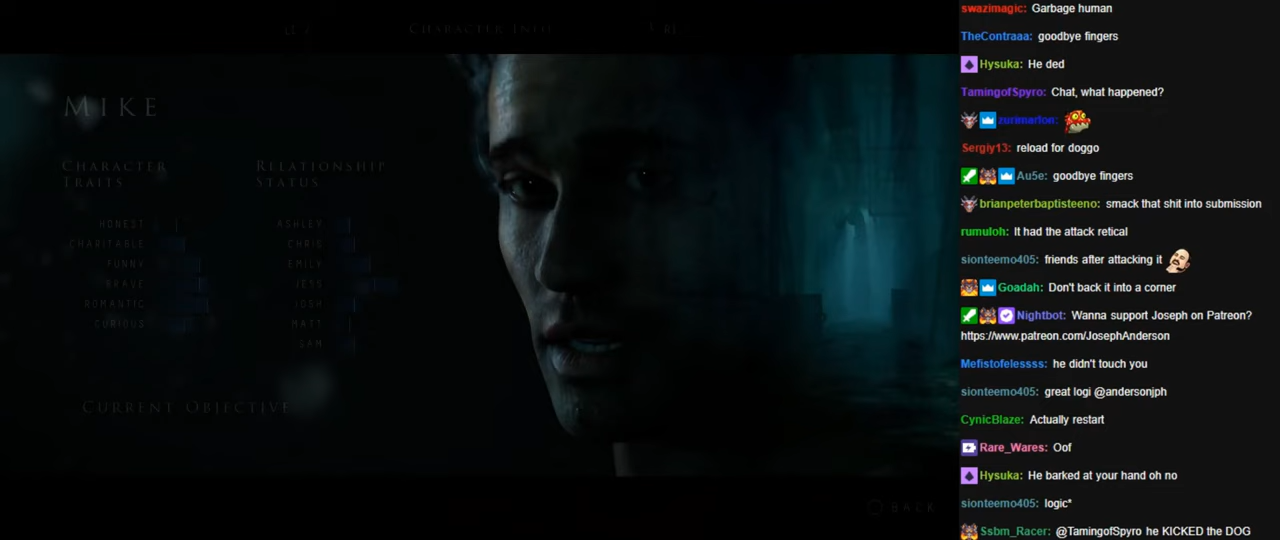 CHARACTER INFO
MIKE
CHARACTER
TRAITS
RELATIONSHIP
STATUS
HONEST
CHARITABLE
FUNNY
BRAVE
ROMANTIC
CURIOUS
ASHLEY
CHRIS
EMILY
JESS
JOSH
MATT
SAM
CURRENT OBJECTIVE
BACK
swazimagic: Garbage human
TheContraaa: goodbye fingers
Hysuka: He ded
TamingofSpyro: Chat, what happened?
zurimarlon:
Sergiy13: reload for doggo
Au5e: goodbye fingers
brianpeterbaptisteeno: smack that shit into submission
rumuloh: It had the attack retical
sionteemo405: friends after attacking it
Goadah: Don't back it into a corner
Nightbot: Wanna support Joseph on Patreon?
https://www.patreon.com/JosephAnderson
Mefistofelessss: he didn't touch you
sionteemo405: great logi @andersonjph
CynicBlaze: Actually restart
Rare_Wares: Oof
Hysuka: He barked at your hand oh no
sionteemo405: logic*
Ssbm_Racer: @TamingofSpyro he KICKED the DOG